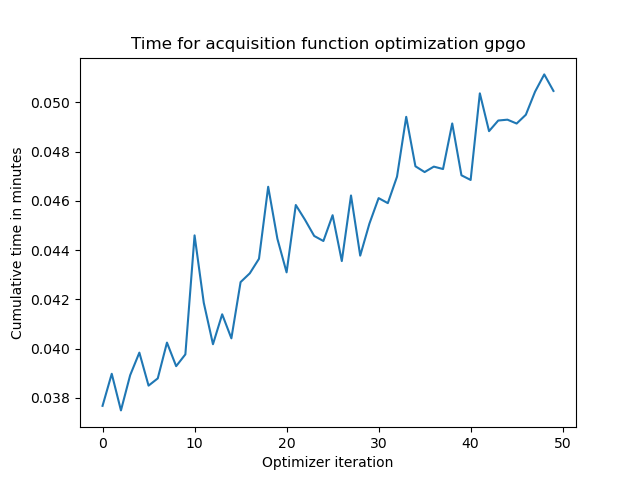 Time for acquisition function optimization gpgo
Cumulative time in minutes
0.050
0.048
0.046
0.044
0.042
0.040
0.038
0 10 20 30 40 50
Optimizer iteration